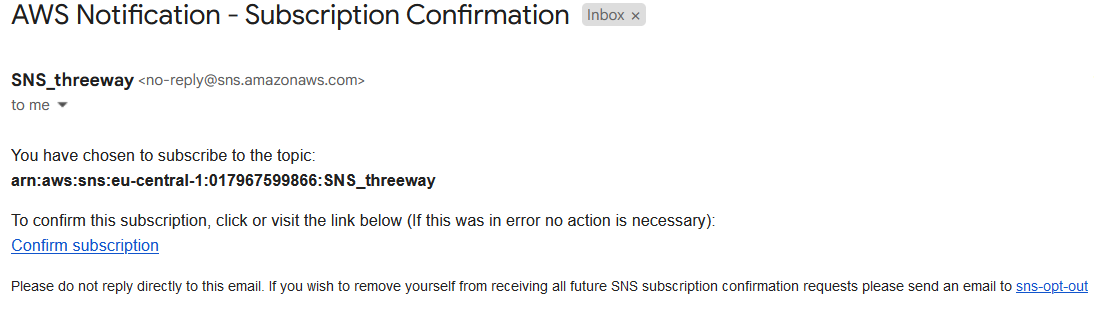 AWS Notification - Subscription Confirmation Inbox ×
SNS_threeway <no-reply@sns.amazonaws.com>
to me
You have chosen to subscribe to the topic:
arn:aws:sns:eu-central-1:017967599866:SNS_threeway
To confirm this subscription, click or visit the link below (If this was in error no action is necessary):
Confirm subscription
Please do not reply directly to this email. If you wish to remove yourself from receiving all future SNS subscription confirmation requests please send an email to sns-opt-out